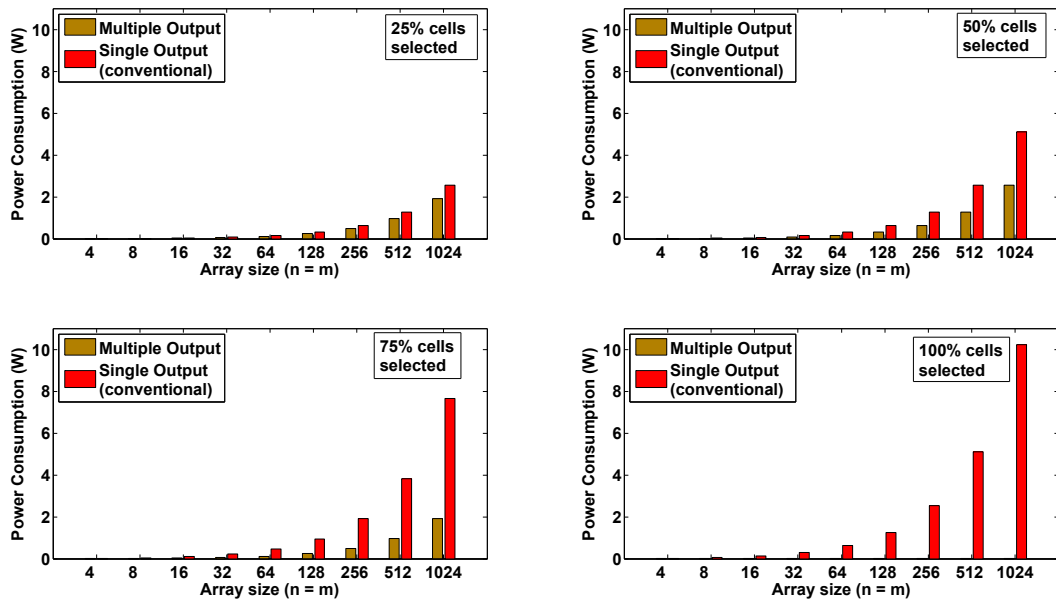 10
8
6
4
2
0
Power Consumption (W)
Multiple Output
Single Output
(conventional)
25% cells
selected
4 8 16 32 64 128 256 512 1024
Array size (n = m)
10
8
6
4
2
0
Power Consumption (W)
Multiple Output
Single Output
(conventional)
50% cells
selected
4 8 16 32 64 128 256 512 1024
Array size (n = m)
10
8
6
4
2
0
Power Consumption (W)
Multiple Output
Single Output
(conventional)
75% cells
selected
4 8 16 32 64 128 256 512 1024
Array size (n = m)
10
8
6
4
2
0
Power Consumption (W)
Multiple Output
Single Output
(conventional)
100% cells
selected
4 8 16 32 64 128 256 512 1024
Array size (n = m)